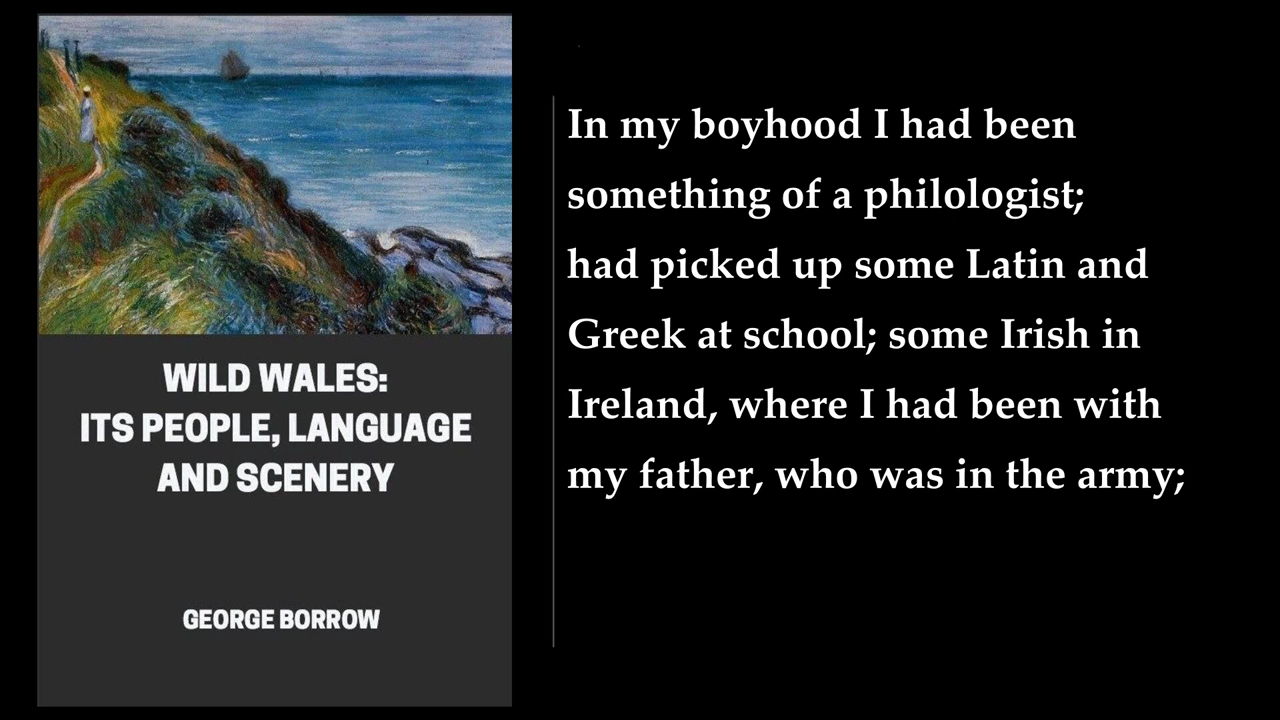 WILD WALES:
ITS PEOPLE, LANGUAGE
AND SCENERY
GEORGE BORROW
In my boyhood I had been
something of a philologist;
had picked up some Latin and
Greek at school; some Irish in
Ireland, where I had been with
my father, who was in the army;